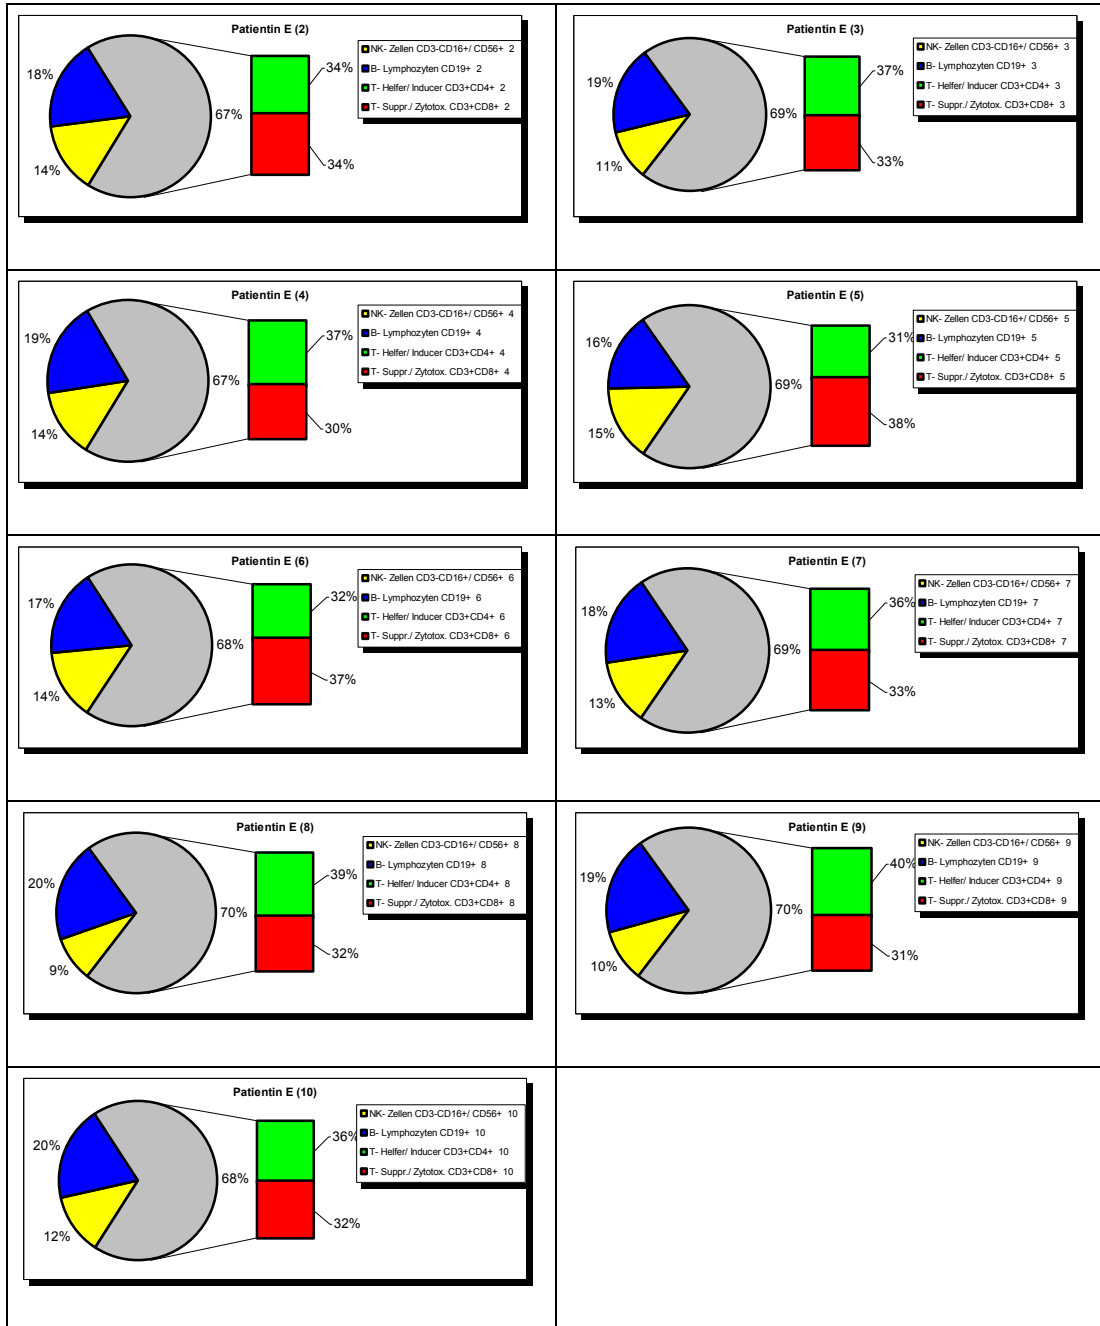 Patientin E (2)
NK- Zellen CD3-CD16+/ CD56+ 2
B- Lymphozyten CD19+ 2
T- Helfer/ Inducer CD3+CD4+ 2
T- Suppr./ Zytotox. CD3+CD8+ 2
18%
14%
67%
34%
34%
Patientin E (3)
NK- Zellen CD3-CD16+/ CD56+ 3
B- Lymphozyten CD19+ 3
T- Helfer/ Inducer CD3+CD4+ 3
T- Suppr./ Zytotox. CD3+CD8+ 3
19%
11%
69%
37%
33%
Patientin E (4)
NK- Zellen CD3-CD16+/ CD56+ 4
B- Lymphozyten CD19+ 4
T- Helfer/ Inducer CD3+CD4+ 4
T- Suppr./ Zytotox. CD3+CD8+ 4
19%
14%
67%
37%
30%
Patientin E (5)
NK- Zellen CD3-CD16+/ CD56+ 5
B- Lymphozyten CD19+ 5
T- Helfer/ Inducer CD3+CD4+ 5
T- Suppr./ Zytotox. CD3+CD8+ 5
16%
15%
69%
31%
38%
Patientin E (6)
NK- Zellen CD3-CD16+/ CD56+ 6
B- Lymphozyten CD19+ 6
T- Helfer/ Inducer CD3+CD4+ 6
T- Suppr./ Zytotox. CD3+CD8+ 6
17%
14%
68%
32%
37%
Patientin E (7)
NK- Zellen CD3-CD16+/ CD56+ 7
B- Lymphozyten CD19+ 7
T- Helfer/ Inducer CD3+CD4+ 7
T- Suppr./ Zytotox. CD3+CD8+ 7
18%
13%
69%
36%
33%
Patientin E (8)
NK- Zellen CD3-CD16+/ CD56+ 8
B- Lymphozyten CD19+ 8
T- Helfer/ Inducer CD3+CD4+ 8
T- Suppr./ Zytotox. CD3+CD8+ 8
20%
9%
70%
39%
32%
Patientin E (9)
NK- Zellen CD3-CD16+/ CD56+ 9
B- Lymphozyten CD19+ 9
T- Helfer/ Inducer CD3+CD4+ 9
T- Suppr./ Zytotox. CD3+CD8+ 9
19%
10%
70%
40%
31%
Patientin E (10)
NK- Zellen CD3-CD16+/ CD56+ 10
B- Lymphozyten CD19+ 10
T- Helfer/ Inducer CD3+CD4+ 10
T- Suppr./ Zytotox. CD3+CD8+ 10
20%
12%
68%
36%
32%